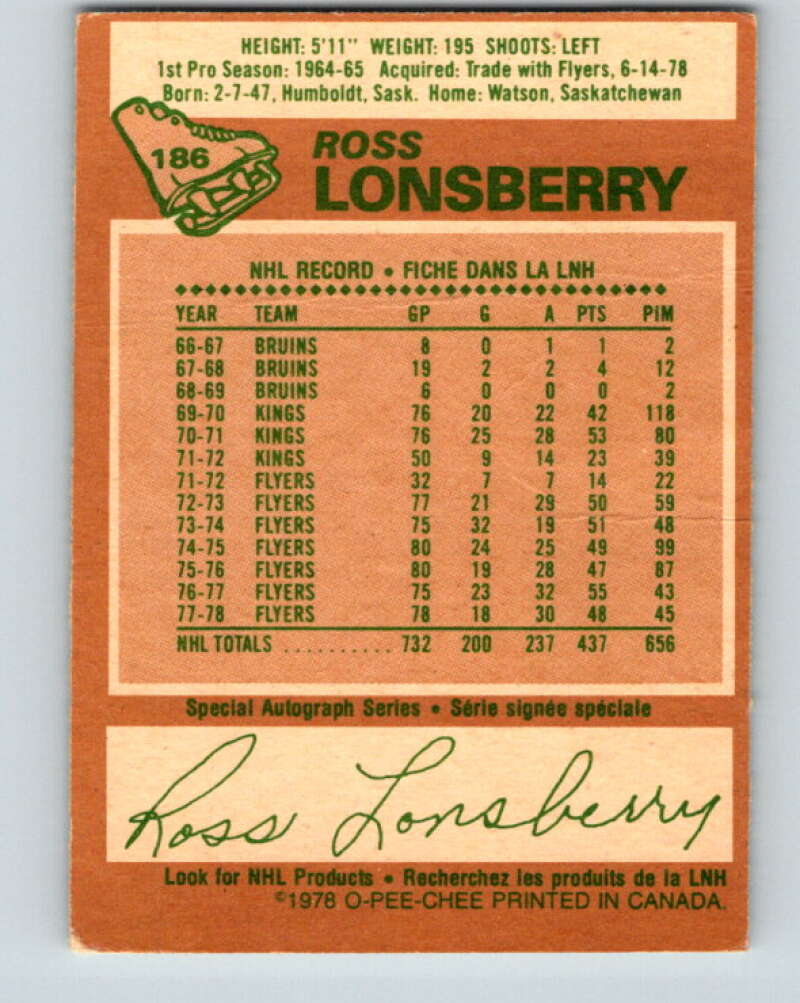 HEIGHT: 5'11" WEIGHT: 195 SHOOTS: LEFT
1st Pro Season: 1964-65 Acquired: Trade with Flyers, 6-14-78
Born: 2-7-47, Humboldt, Sask. Home: Watson, Saskatchewan
186
ROSS
LONSBERRY
NHL RECORD • FICHE DANS LA LNH
YEAR TEAM GP G A PTS PIM
66-67 BRUINS 8 0 1 1 2
67-68 BRUINS 19 2 2 4 12
68-69 BRUINS 6 0 0 0 2
69-70 KINGS 76 20 22 42 118
70-71 KINGS 76 25 28 53 80
71-72 KINGS 50 9 14 23 39
71-72 FLYERS 32 7 7 14 22
72-73 FLYERS 77 21 29 50 59
73-74 FLYERS 75 32 19 51 48
74-75 FLYERS 80 24 25 49 99
75-76 FLYERS 80 19 28 47 87
76-77 FLYERS 75 23 32 55 43
77-78 FLYERS 78 18 30 48 45
NHL TOTALS .......... 732 200 237 437 656
Special Autograph Series • Série signée spéciale
Ross Lonsberry
Look for NHL Products • Recherchez les produits de la LNH
©1978 O-PEE-CHEE PRINTED IN CANADA.